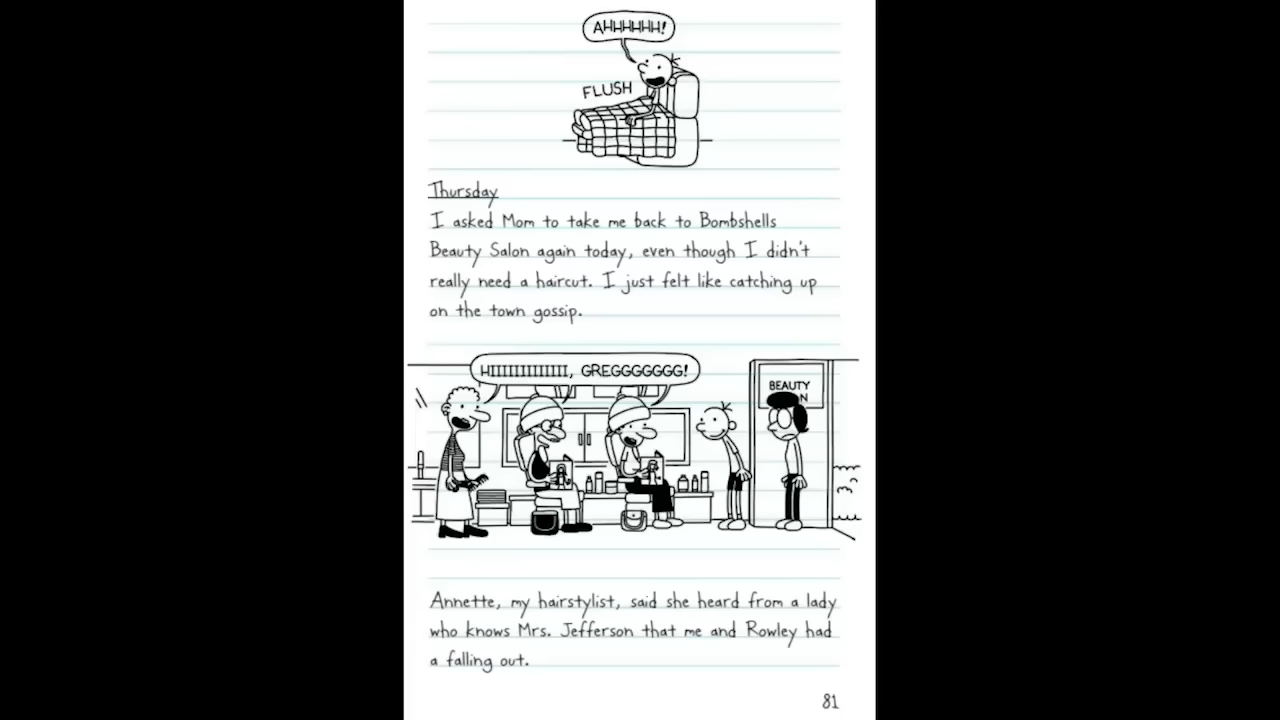 AHHHHHH!
FLUSH
Thursday
I asked Mom to take me back to Bombshells
Beauty Salon again today, even though I didn't
really need a haircut. I just felt like catching up
on the town gossip.
HIIIIIIIIIIIII, GREGGGGGGG!
BEAUTY
N
Annette, my hairstylist, said she heard from a lady
who knows Mrs. Jefferson that me and Rowley had
a falling out.
81